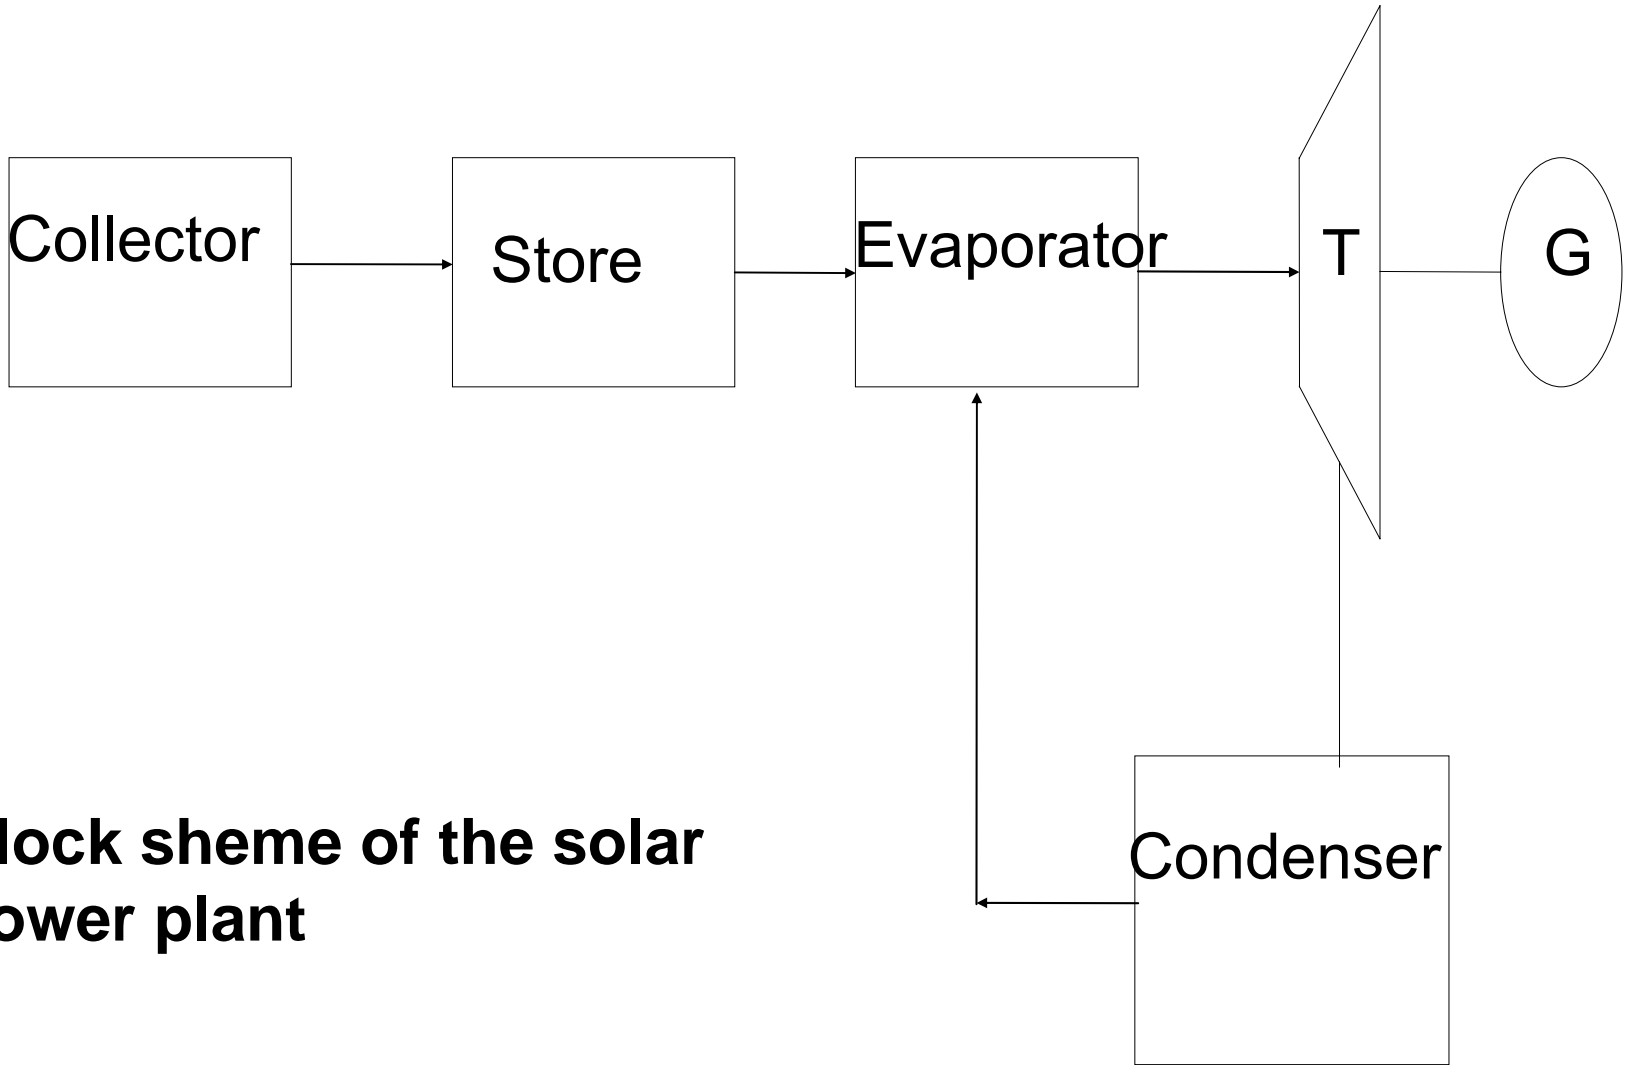 Collector
Store
Evaporator
T
G
Condenser
lock sheme of the solar
ower plant